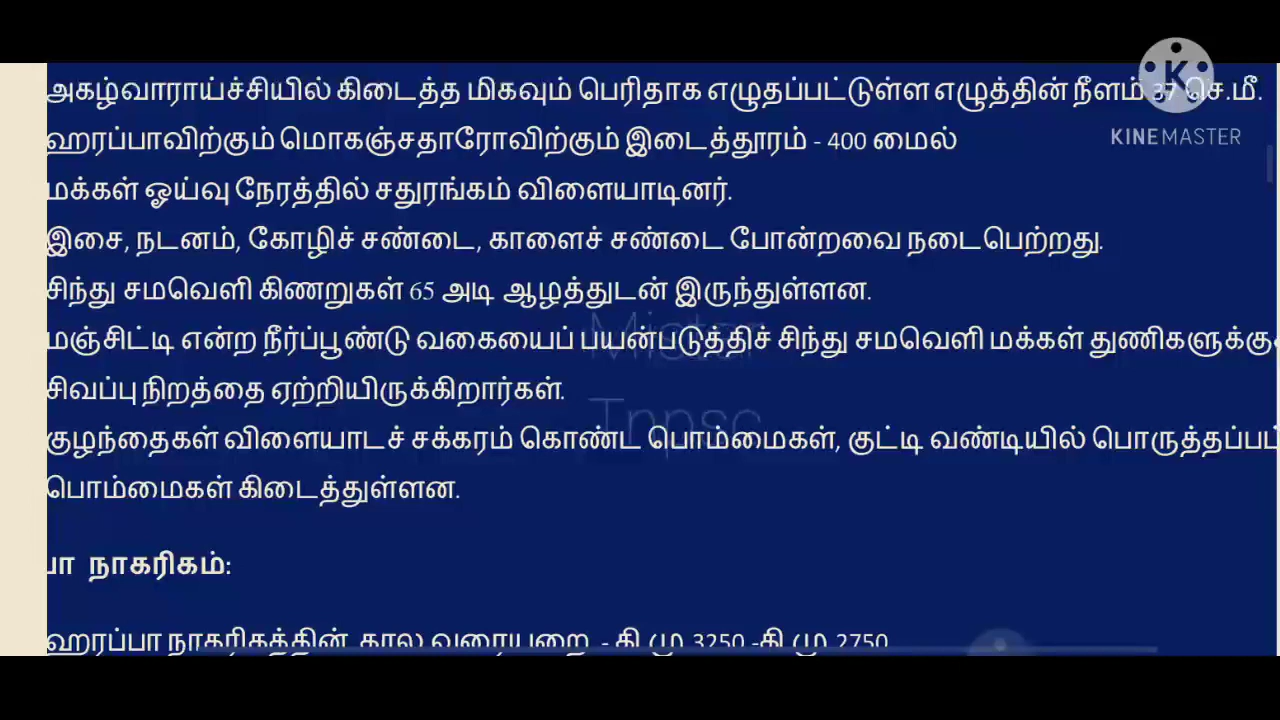 அகழ்வாராய்ச்சியில் கிடைத்த மிகவும் பெரிதாக எழுதப்பட்டுள்ள எழுத்தின் நீளம் 37 செ.மீ.
KINEMASTER
ஹரப்பாவிற்கும் மொகஞ்சதாரோவிற்கும் இடைத்தூரம் - 400 மைல்
மக்கள் ஓய்வு நேரத்தில் சதுரங்கம் விளையாடினர்.
இசை, நடனம், கோழிச் சண்டை, காளைச் சண்டை போன்றவை நடைபெற்றது.
சிந்து சமவெளி கிணறுகள் 65 அடி ஆழத்துடன் இருந்துள்ளன.
மஞ்சிட்டி என்ற நீர்ப்பூண்டு வகையைப் பயன்படுத்திச் சிந்து சமவெளி மக்கள்
சிவப்பு நிறத்தை ஏற்றியிருக்கிறார்கள்.
குழந்தைகள் விளையாடச் சக்கரம் கொண்ட பொம்மைகள், குட்டி வண்டியில்
பொம்மைகள் கிடைத்துள்ளன.
Mister
Tnpsc
நாகரிகம்:
ஹரப்பா நாகரிகத்தின் கால வரையறை - கி மு 3250 -கி மு 2750